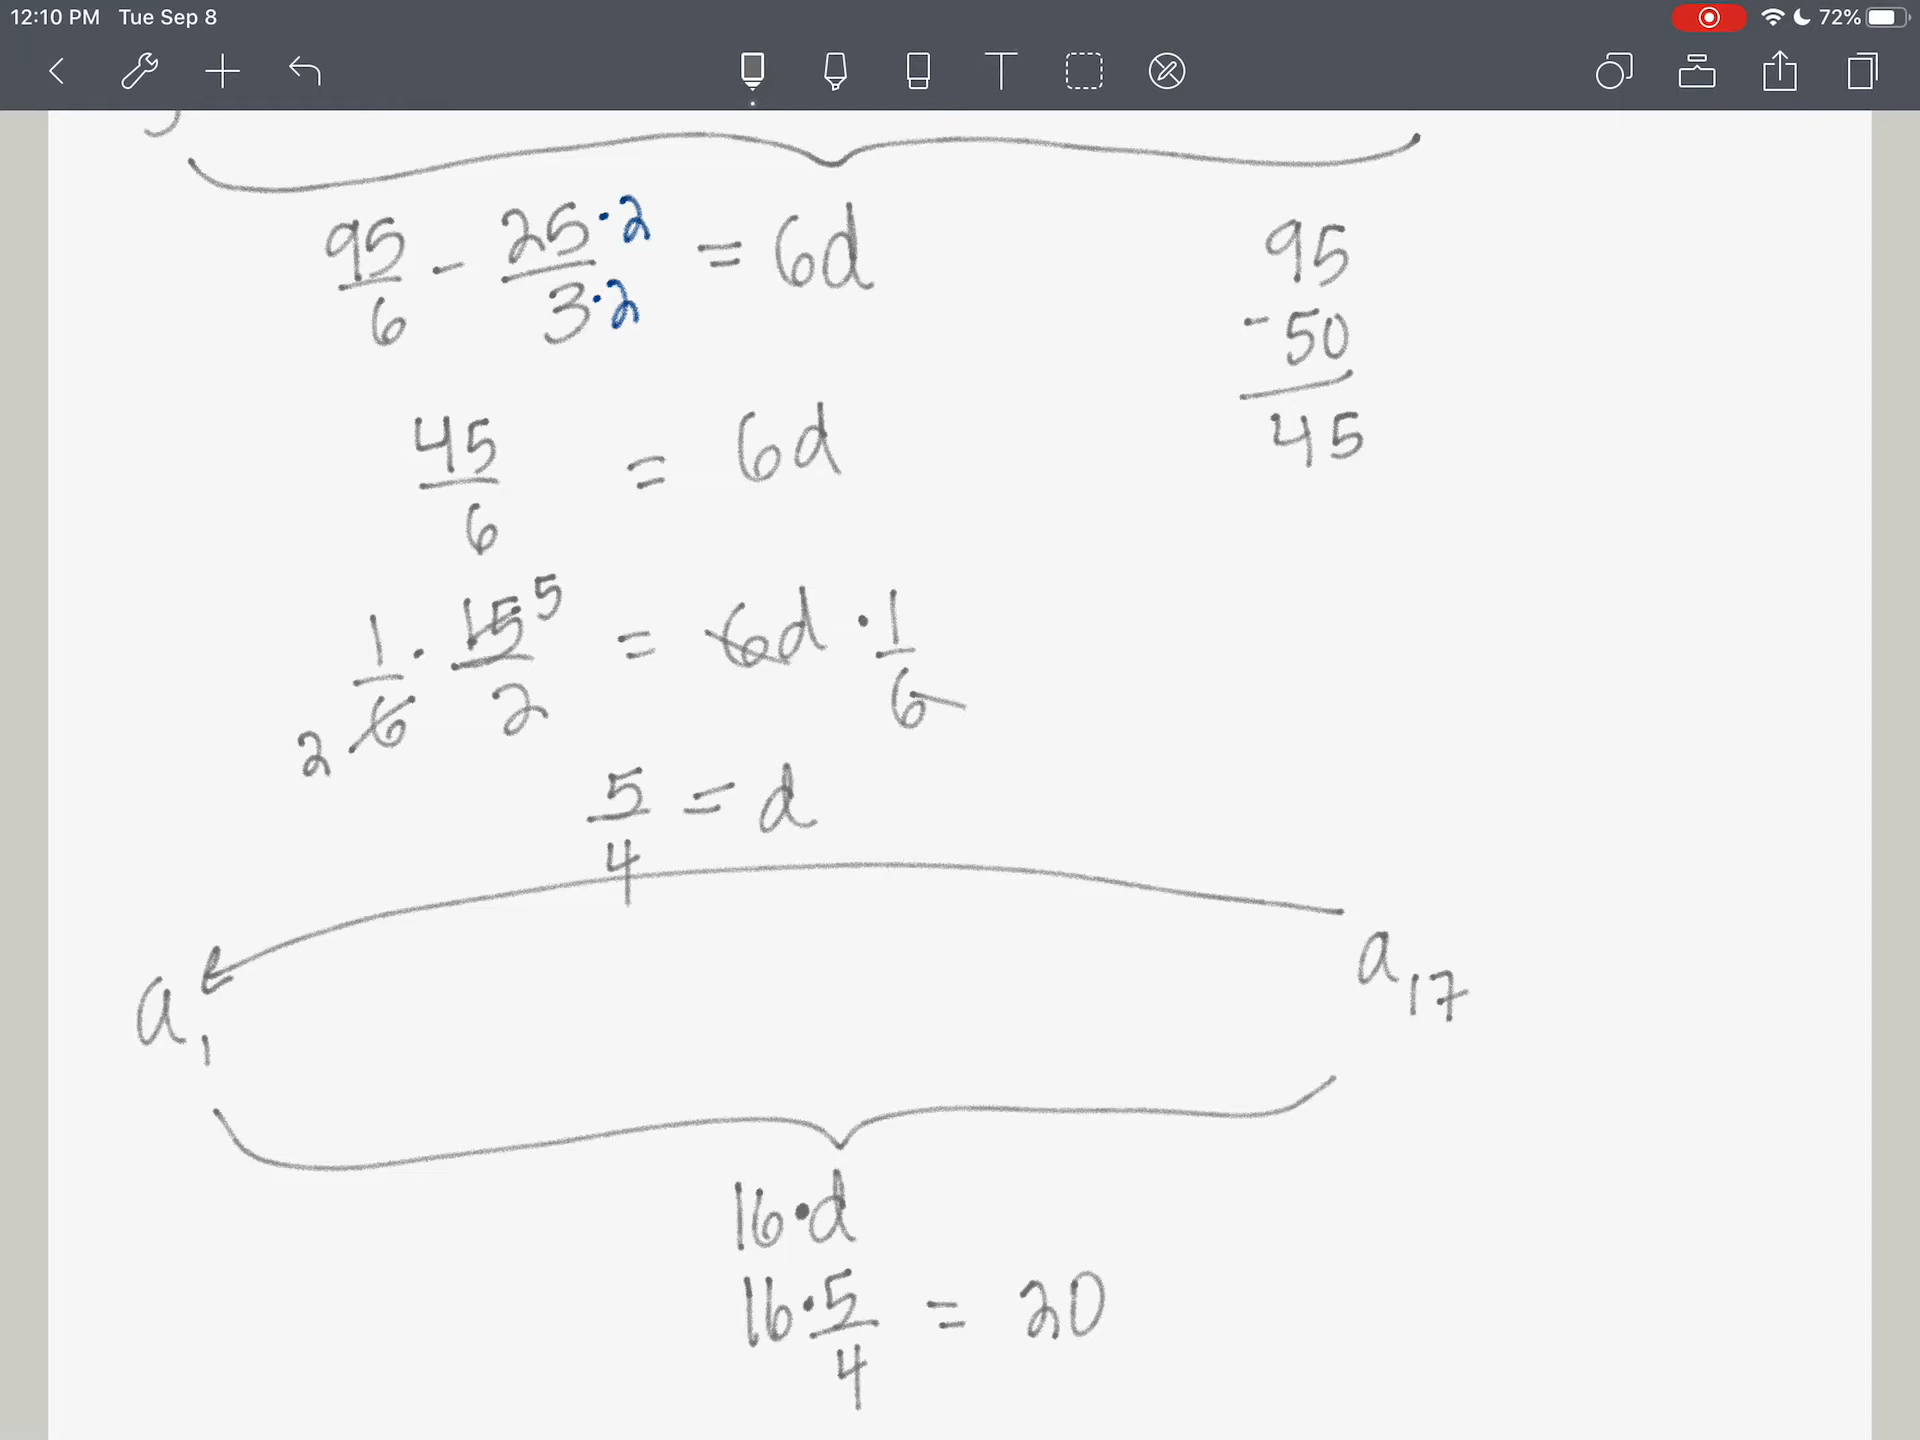 12:10 PM Tue Sep 8 72%
95/6 - 25·2/3·2 = 6d
95
-50
45
45/6 = 6d
1/6 2 · 15/2 5 = 6d · 1/6
5/4 = d
a1 a17
16·d
16·5/4 = 20